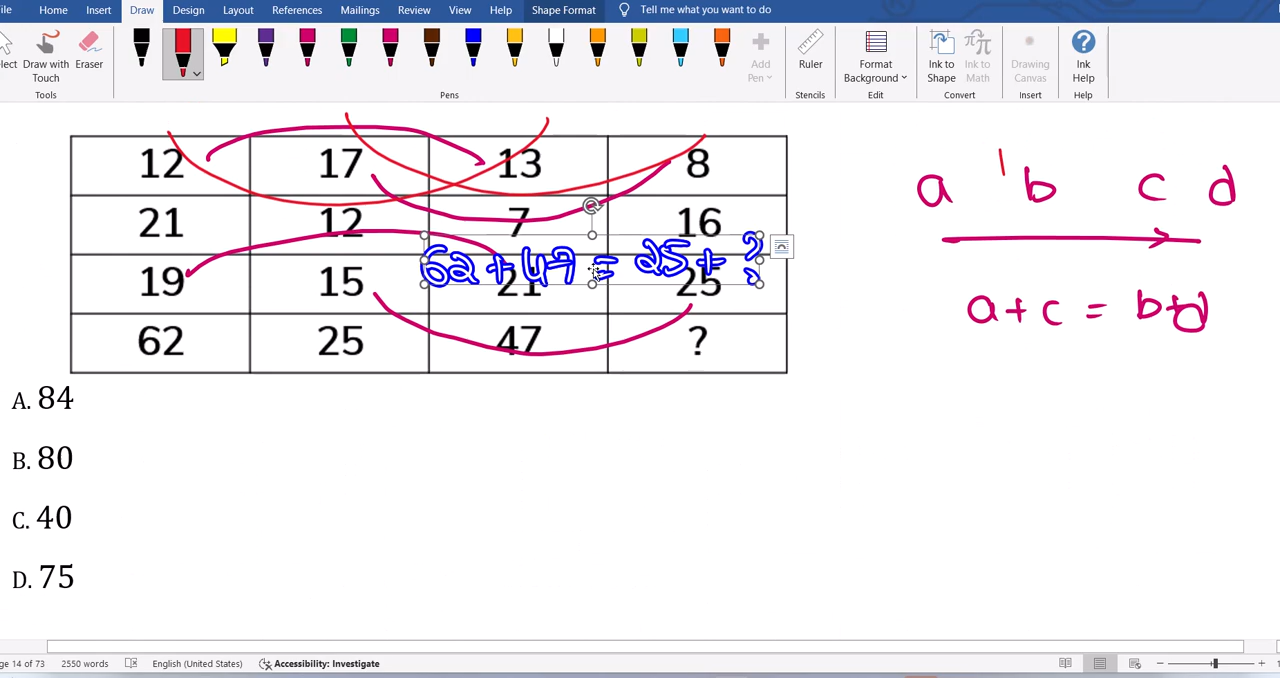 ile Home Insert Draw Design Layout References Mailings Review View Help Shape Format Tell me what you want to do
lect Draw with Touch Eraser Add Pen Ruler Format Background Ink to Shape Ink to Math Drawing Canvas Ink Help
Tools Pens Stencils Edit Convert Insert Help
12 17 13 8
21 12 7 16
62+47 = 25+ ?
19 15 21 25
62 25 47 ?
a b c d
a+c = b+d
A. 84
B. 80
C. 40
D. 75
age 14 of 73 2550 words English (United States) Accessibility: Investigate